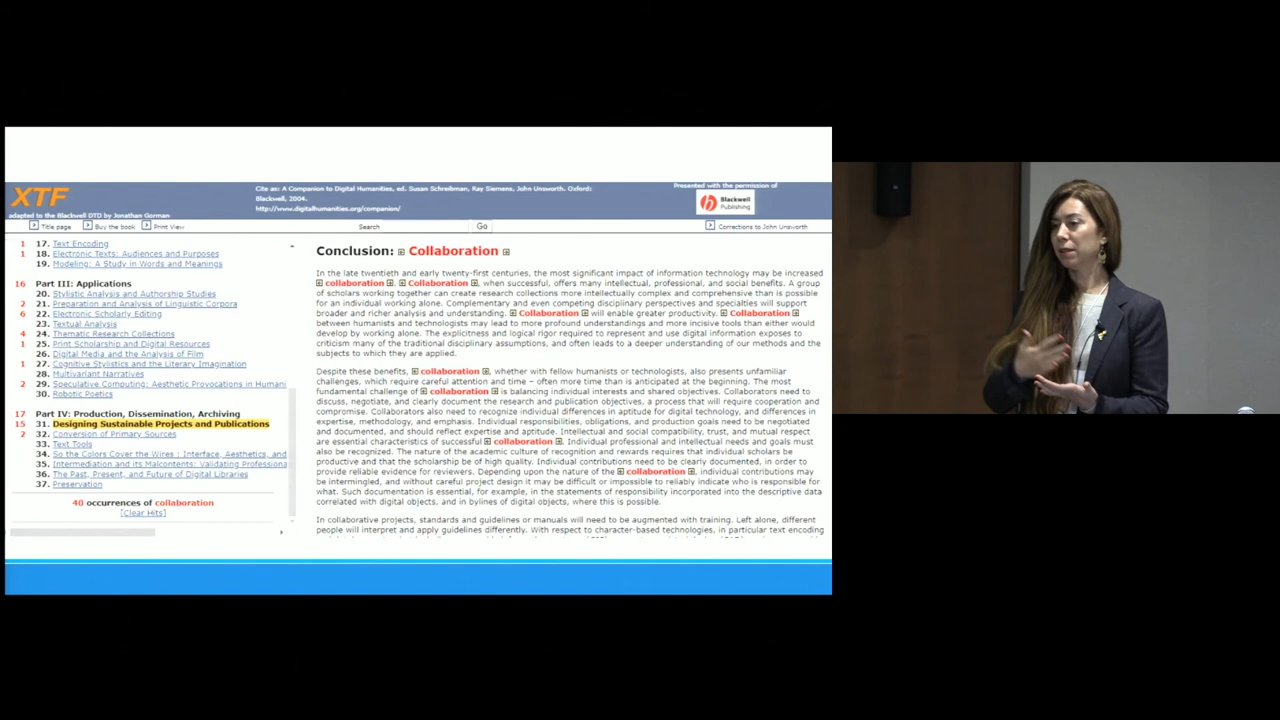 XTF
adapted to the Blackwell DTD by Jonathan Gorman
Cite as: A Companion to Digital Humanities, ed. Susan Schreibman, Ray Siemens, John Unsworth. Oxford:
Blackwell, 2004.
http://www.digitalhumanities.org/companion/
Presented with the permission of
Blackwell
Publishing
Title page Buy the book Print View Search Go Corrections to John Unsworth
1 17. Text Encoding
1 18. Electronic Texts: Audiences and Purposes
19. Modeling: A Study in Words and Meanings
16 Part III: Applications
20. Stylistic Analysis and Authorship Studies
2 21. Preparation and Analysis of Linguistic Corpora
6 22. Electronic Scholarly Editing
23. Textual Analysis
4 24. Thematic Research Collections
1 25. Print Scholarship and Digital Resources
26. Digital Media and the Analysis of Film
1 27. Cognitive Stylistics and the Literary Imagination
28. Multivariant Narratives
2 29. Speculative Computing: Aesthetic Provocations in Humani
30. Robotic Poetics
17 Part IV: Production, Dissemination, Archiving
15 31. Designing Sustainable Projects and Publications
2 32. Conversion of Primary Sources
33. Text Tools
34. So the Colors Cover the Wires : Interface, Aesthetics, and
35. Intermediation and its Malcontents: Validating Professiona
36. The Past, Present, and Future of Digital Libraries
37. Preservation
40 occurrences of collaboration
[Clear Hits]
Conclusion: Collaboration
In the late twentieth and early twenty-first centuries, the most significant impact of information technology may be increased
collaboration . Collaboration , when successful, offers many intellectual, professional, and social benefits. A group
of scholars working together can create research collections more intellectually complex and comprehensive than is possible
for an individual working alone. Complementary and even competing disciplinary perspectives and specialties will support
broader and richer analysis and understanding. Collaboration will enable greater productivity. Collaboration
between humanists and technologists may lead to more profound understandings and more incisive tools than either would
develop by working alone. The explicitness and logical rigor required to represent and use digital information exposes to
criticism many of the traditional disciplinary assumptions, and often leads to a deeper understanding of our methods and the
subjects to which they are applied.
Despite these benefits, collaboration , whether with fellow humanists or technologists, also presents unfamiliar
challenges, which require careful attention and time – often more time than is anticipated at the beginning. The most
fundamental challenge of collaboration is balancing individual interests and shared objectives. Collaborators need to
discuss, negotiate, and clearly document the research and publication objectives, a process that will require cooperation and
compromise. Collaborators also need to recognize individual differences in aptitude for digital technology, and differences in
expertise, methodology, and emphasis. Individual responsibilities, obligations, and production goals need to be negotiated
and documented, and should reflect expertise and aptitude. Intellectual and social compatibility, trust, and mutual respect
are essential characteristics of successful collaboration . Individual professional and intellectual needs and goals must
also be recognized. The nature of the academic culture of recognition and rewards requires that individual scholars be
productive and that the scholarship be of high quality. Individual contributions need to be clearly documented, in order to
provide reliable evidence for reviewers. Depending upon the nature of the collaboration , individual contributions may
be intermingled, and without careful project design it may be difficult or impossible to reliably indicate who is responsible for
what. Such documentation is essential, for example, in the statements of responsibility incorporated into the descriptive data
correlated with digital objects, and in bylines of digital objects, where this is possible.
In collaborative projects, standards and guidelines or manuals will need to be augmented with training. Left alone, different
people will interpret and apply guidelines differently. With respect to character-based technologies, in particular text encoding